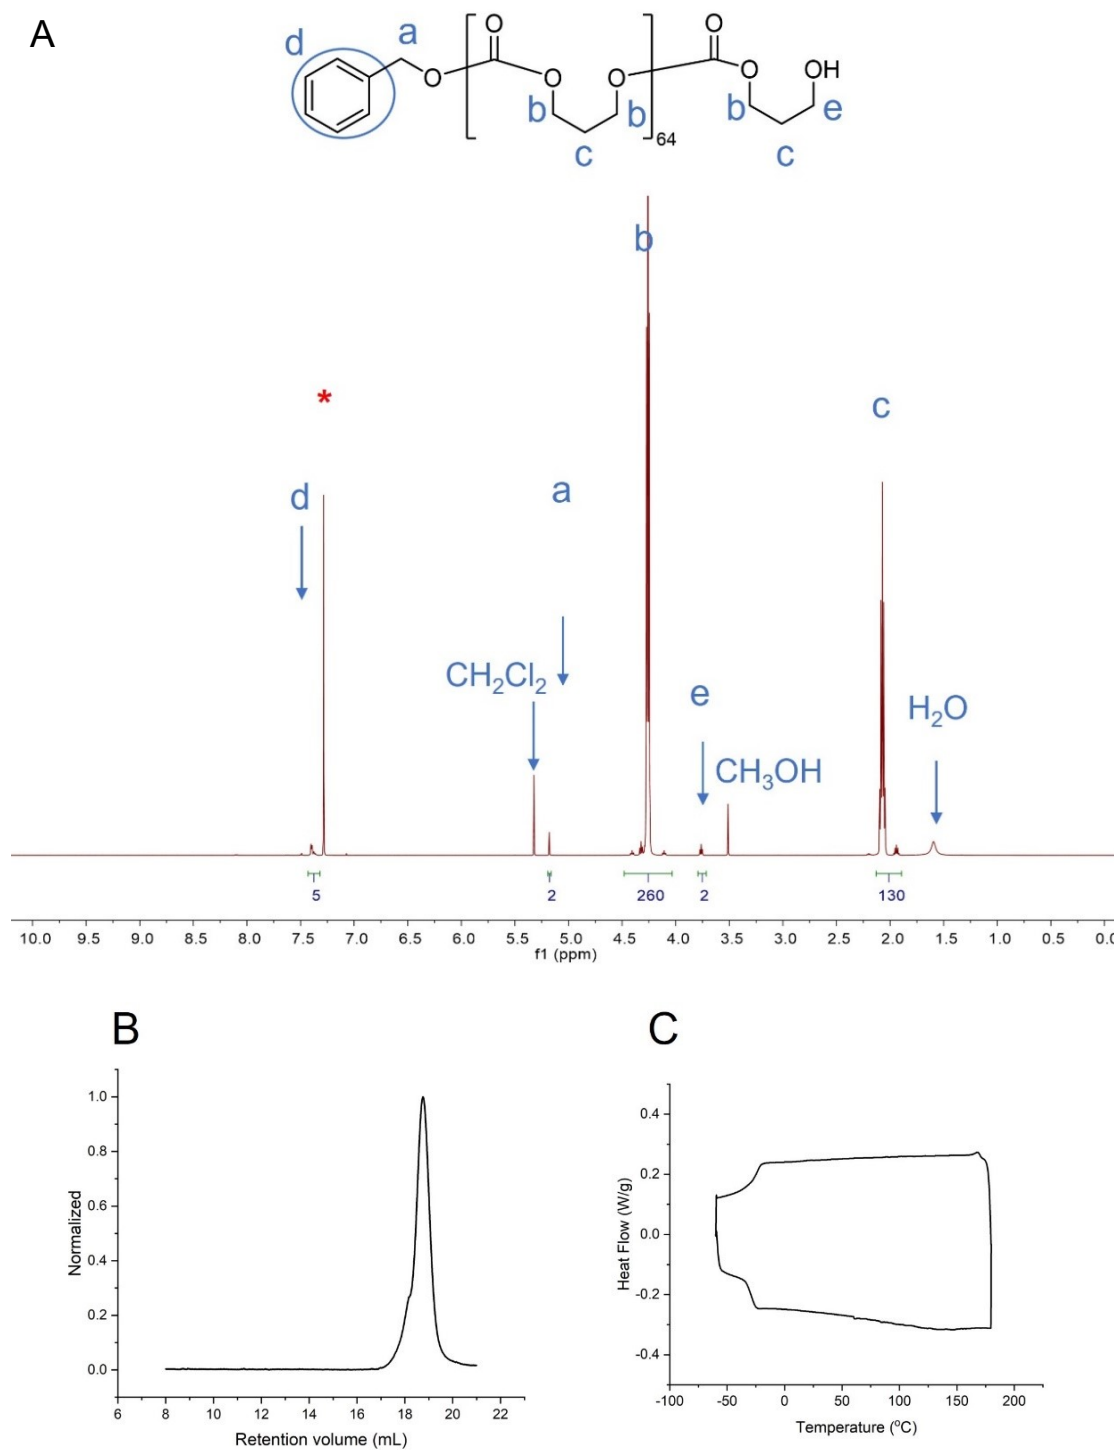 A
d
a
O
O
O
O
O
O
OH
b
b
b
e
c
c
64
b
*
c
d
a
CH2Cl2
e
H2O
CH3OH
5
2
260
2
130
10.0 9.5 9.0 8.5 8.0 7.5 7.0 6.5 6.0 5.5 5.0 4.5 4.0 3.5 3.0 2.5 2.0 1.5 1.0 0.5 0.0
f1 (ppm)
B
C
1.0
0.8
0.6
0.4
0.2
0.0
Normalized
6 8 10 12 14 16 18 20 22
Retention volume (mL)
0.4
0.2
0.0
-0.2
-0.4
Heat Flow (W/g)
-100 -50 0 50 100 150 200
Temperature (°C)